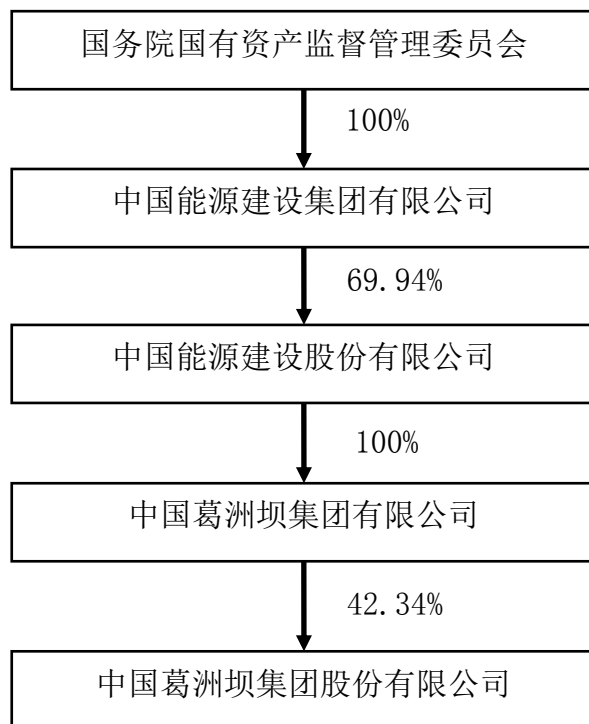 国务院国有资产监督管理委员会
100%
中国能源建设集团有限公司
69.94%
中国能源建设股份有限公司
100%
中国葛洲坝集团有限公司
42.34%
中国葛洲坝集团股份有限公司